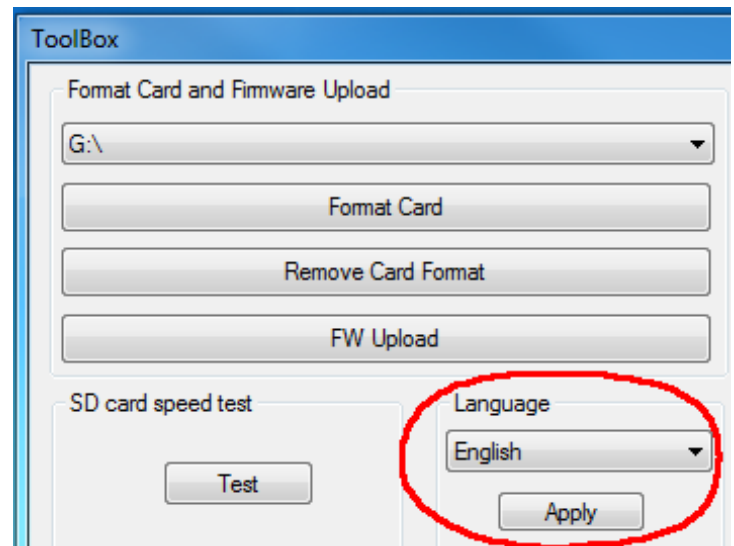 ToolBox
Format Card and Firmware Upload
G:\
Format Card
Remove Card Format
FW Upload
SD card speed test
Test
Language
English
Apply